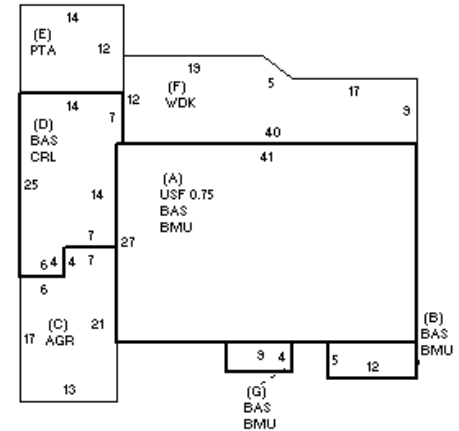 14
(E)
PTA
12
19
(F)
WDK
5
17
12
9
14
7
(D)
BAS
CRL
40
41
25
14
(A)
USF 0.75
BAS
BMU
7
27
6 4 4 7
6
(C)
AGR
17
21
13
9 4
5
12
(B)
BAS
BMU
(G)
BAS
BMU